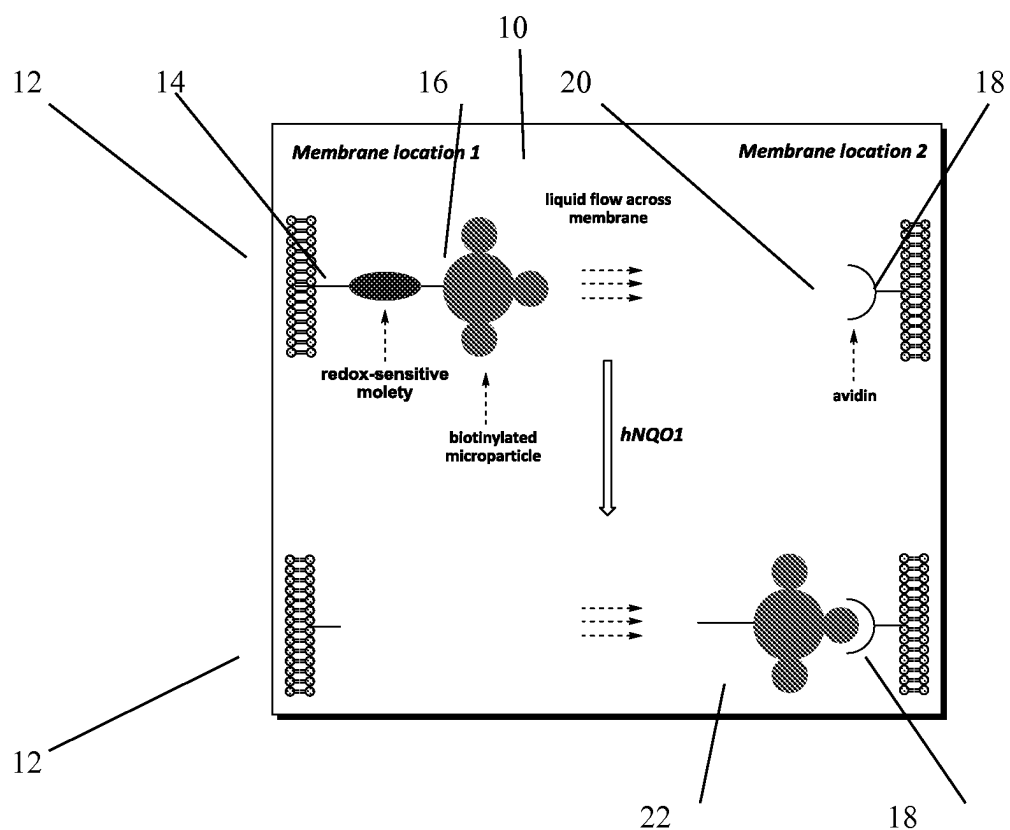 10
12
14
16
20
18
Membrane location 1
Membrane location 2
liquid flow across
membrane
redox-sensitive
moiety
avidin
biotinylated
microparticle
hNQO1
12
22
18